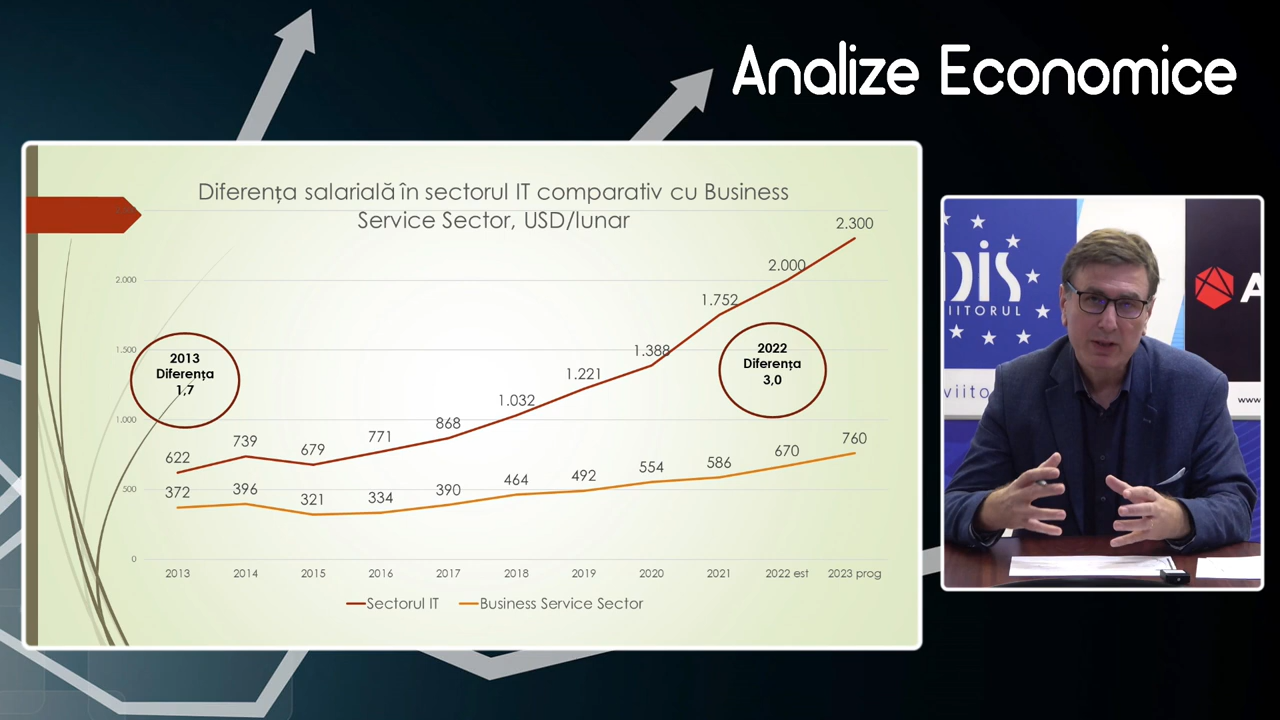 Analize Economice
Diferența salarială în sectorul IT comparativ cu Business
Service Sector, USD/lunar
2.000
1.500
1.000
500
0
2013
Diferența
1,7
2022
Diferența
3,0
622
739
679
771
868
1.032
1.221
1.388
1.752
2.000
2.300
372
396
321
334
390
464
492
554
586
670
760
2013
2014
2015
2016
2017
2018
2019
2020
2021
2022 est
2023 prog
Sectorul IT
Business Service Sector
DIS
IITORUL
viito
A
www.